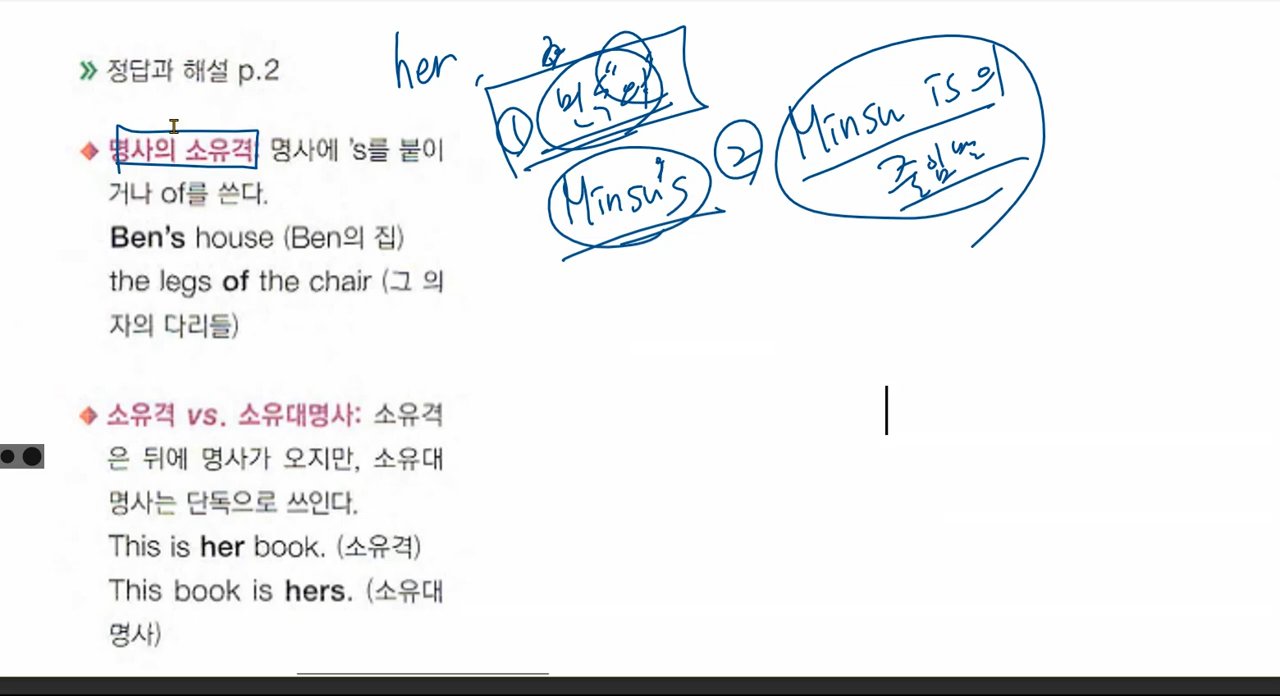 » 정답과 해설 p.2
her
① 민수 "의
Minsu's
② Minsu is의
줄임말
◆ 명사의 소유격: 명사에 's를 붙이
거나 of를 쓴다.
Ben's house (Ben의 집)
the legs of the chair (그 의
자의 다리들)
◆ 소유격 vs. 소유대명사: 소유격
은 뒤에 명사가 오지만, 소유대
명사는 단독으로 쓰인다.
This is her book. (소유격)
This book is hers. (소유대
명사)